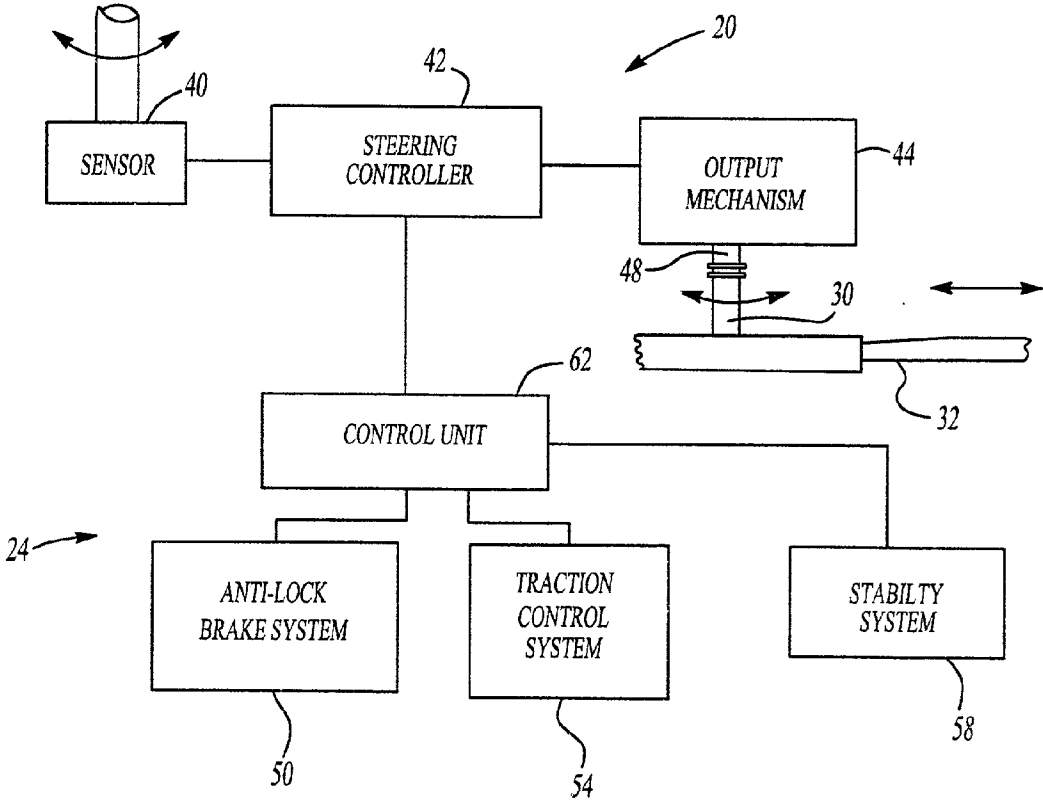 20
42
40
SENSOR
STEERING
CONTROLLER
OUTPUT
MECHANISM
44
48
30
32
62
CONTROL UNIT
24
ANTI-LOCK
BRAKE SYSTEM
TRACTION
CONTROL
SYSTEM
STABILTY
SYSTEM
50
54
58